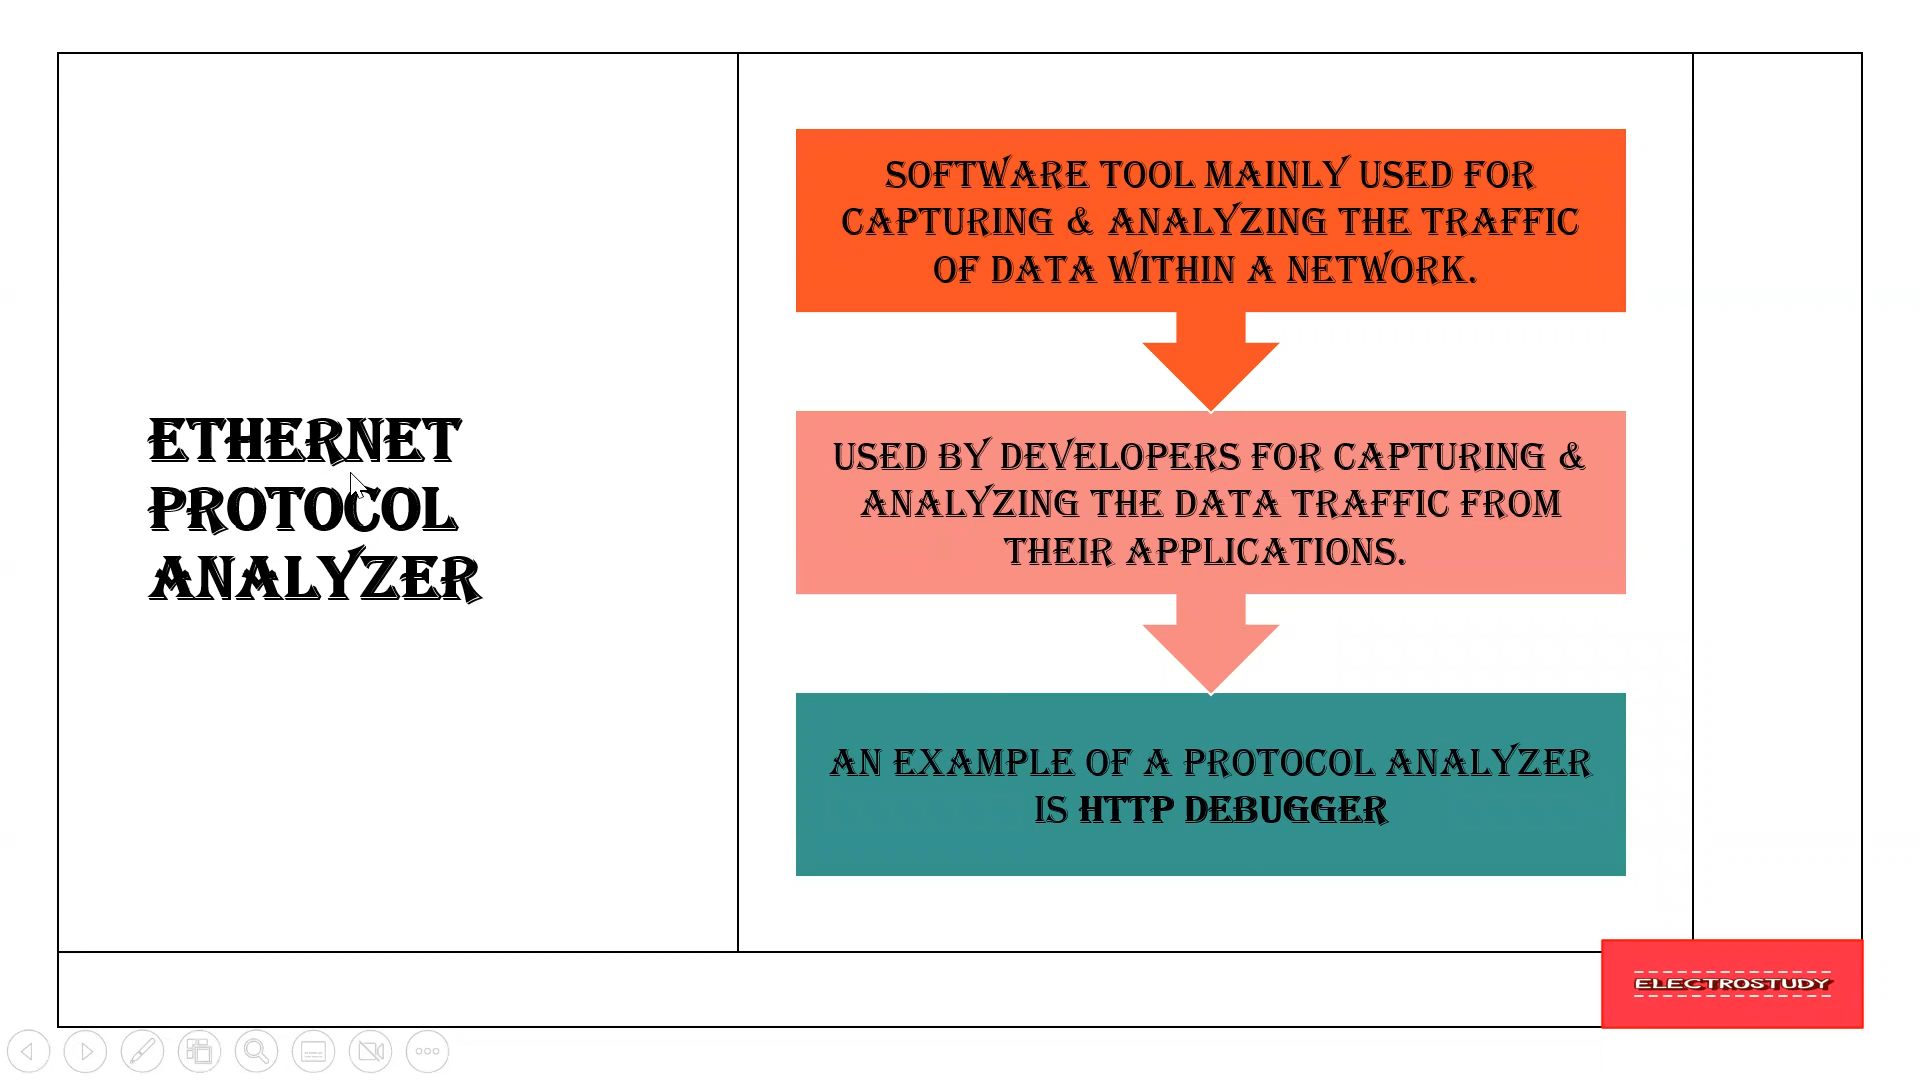 ETHERNET
PROTOCOL
ANALYZER
SOFTWARE TOOL MAINLY USED FOR
CAPTURING & ANALYZING THE TRAFFIC
OF DATA WITHIN A NETWORK.
USED BY DEVELOPERS FOR CAPTURING &
ANALYZING THE DATA TRAFFIC FROM
THEIR APPLICATIONS.
AN EXAMPLE OF A PROTOCOL ANALYZER
IS HTTP DEBUGGER
ELECTROSTUDY